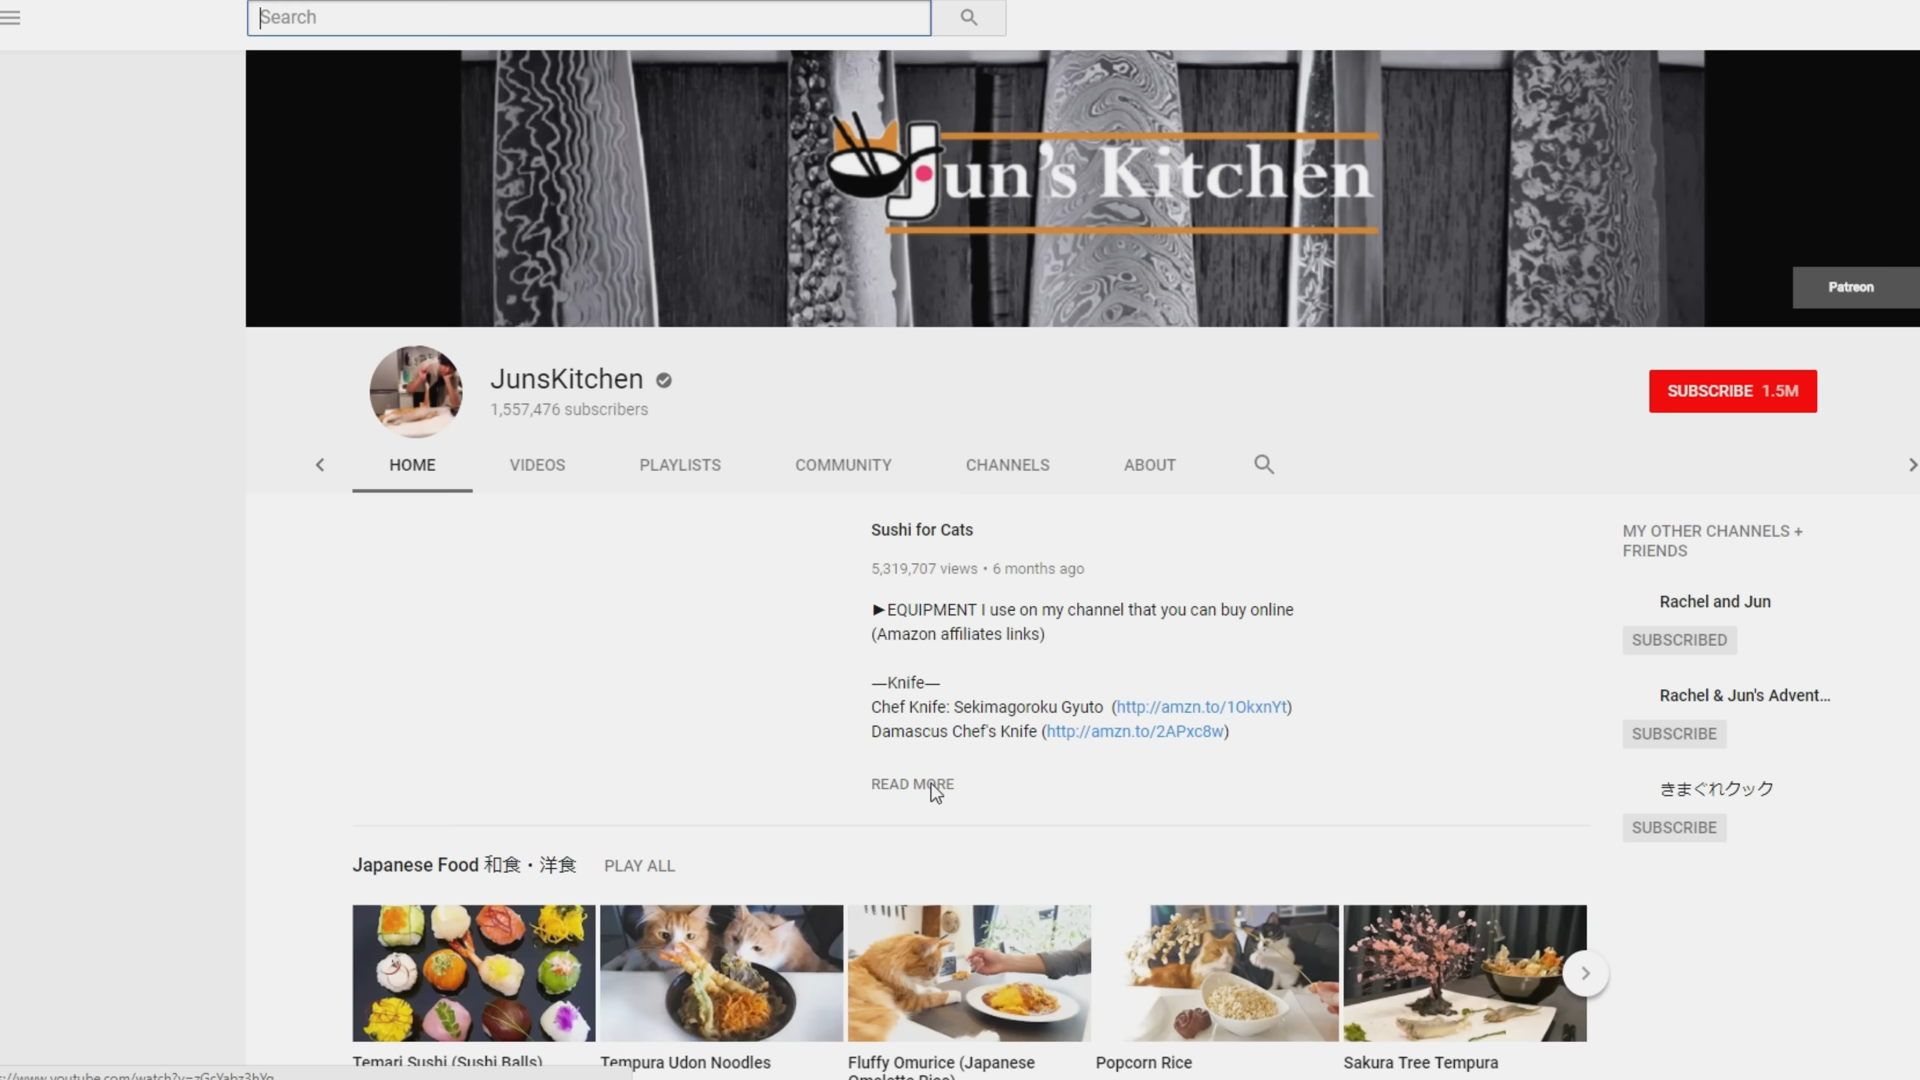 Search
Jun's Kitchen
Patreon
JunsKitchen
1,557,476 subscribers
SUBSCRIBE 1.5M
HOME
VIDEOS
PLAYLISTS
COMMUNITY
CHANNELS
ABOUT
Sushi for Cats
5,319,707 views • 6 months ago
►EQUIPMENT I use on my channel that you can buy online
(Amazon affiliates links)
—Knife—
Chef Knife: Sekimagoroku Gyuto (http://amzn.to/1OkxnYt)
Damascus Chef's Knife (http://amzn.to/2APxc8w)
READ MORE
MY OTHER CHANNELS +
FRIENDS
Rachel and Jun
SUBSCRIBED
Rachel & Jun's Advent...
SUBSCRIBE
きまぐれクック
SUBSCRIBE
Japanese Food 和食・洋食 PLAY ALL
Temari Sushi (Sushi Balls)
Tempura Udon Noodles
Fluffy Omurice (Japanese
Omelette Rice)
Popcorn Rice
Sakura Tree Tempura